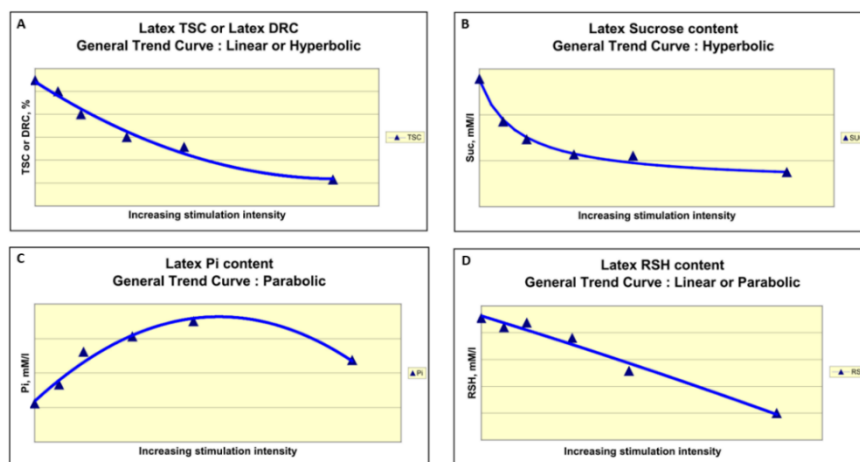 A
Latex TSC or Latex DRC
General Trend Curve : Linear or Hyperbolic
TSC or DRC, %
TSC
Increasing stimulation intensity
B
Latex Sucrose content
General Trend Curve : Hyperbolic
Suc, mM/l
Increasing stimulation intensity
C
Latex Pi content
General Trend Curve : Parabolic
Pi, mM/l
Pi
Increasing stimulation intensity
D
Latex RSH content
General Trend Curve : Linear or Parabolic
RSH, mM/l
Increasing stimulation intensity